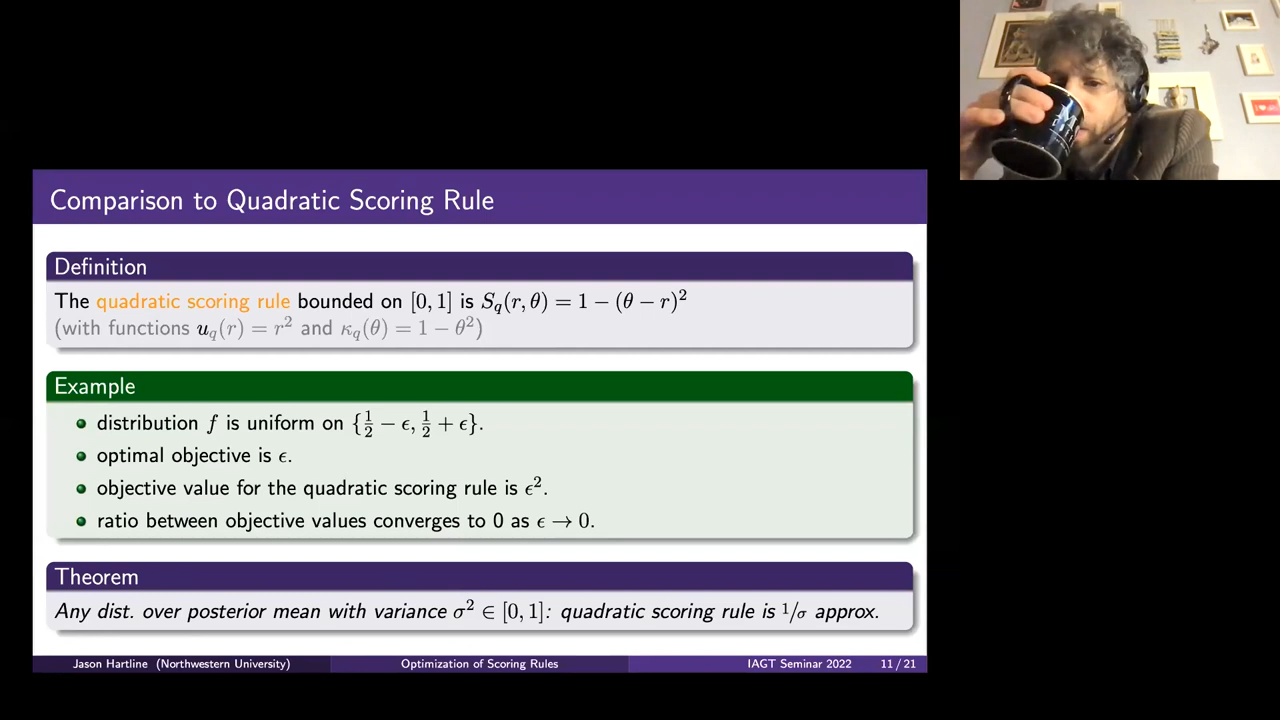 Comparison to Quadratic Scoring Rule
Definition
The quadratic scoring rule bounded on [0, 1] is S_q(r, θ) = 1 − (θ − r)²
(with functions u_q(r) = r² and κ_q(θ) = 1 − θ²)
Example
distribution f is uniform on {1/2 − ϵ, 1/2 + ϵ}.
optimal objective is ϵ.
objective value for the quadratic scoring rule is ϵ².
ratio between objective values converges to 0 as ϵ → 0.
Theorem
Any dist. over posterior mean with variance σ² ∈ [0, 1]: quadratic scoring rule is 1/σ approx.
Jason Hartline (Northwestern University) Optimization of Scoring Rules IAGT Seminar 2022 11 / 21